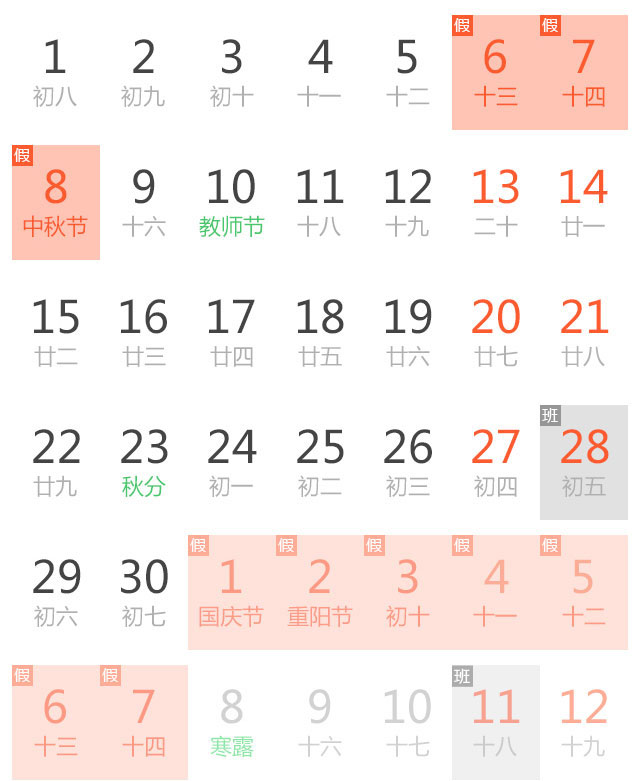 假 假
1 2 3 4 5 6 7
初八 初九 初十 十一 十二 十三 十四
假
8 9 10 11 12 13 14
中秋节 十六 教师节 十八 十九 二十 廿一
15 16 17 18 19 20 21
廿二 廿三 廿四 廿五 廿六 廿七 廿八
班
22 23 24 25 26 27 28
廿九 秋分 初一 初二 初三 初四 初五
假 假 假 假 假
29 30 1 2 3 4 5
初六 初七 国庆节 重阳节 初十 十一 十二
假 假 班
6 7 8 9 10 11 12
十三 十四 寒露 十六 十七 十八 十九